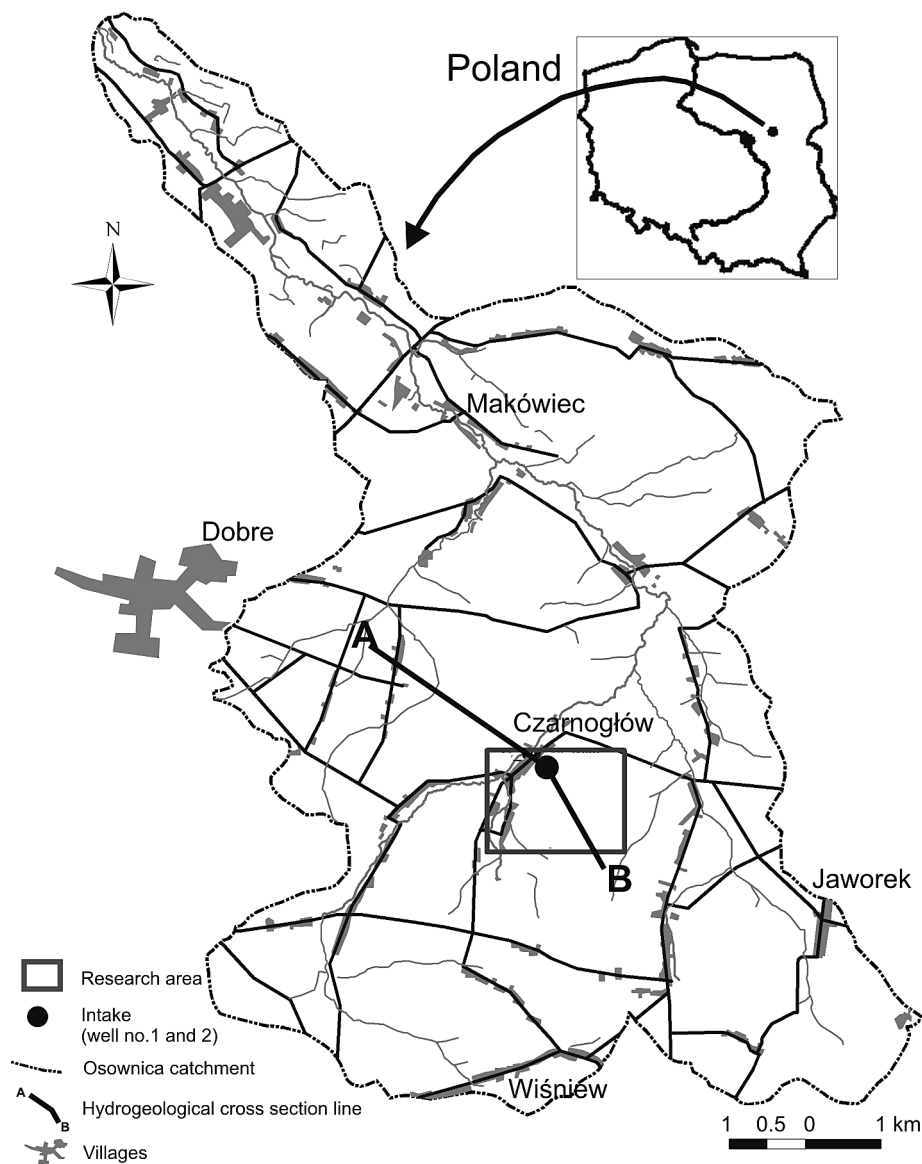 Poland
N
Makówiec
Dobre
A
Czarnogłów
B
Jaworek
Wiśniew
Research area
Intake
(well no.1 and 2)
Osownica catchment
A
B
Hydrogeological cross section line
Villages
1 0.5 0 1 km